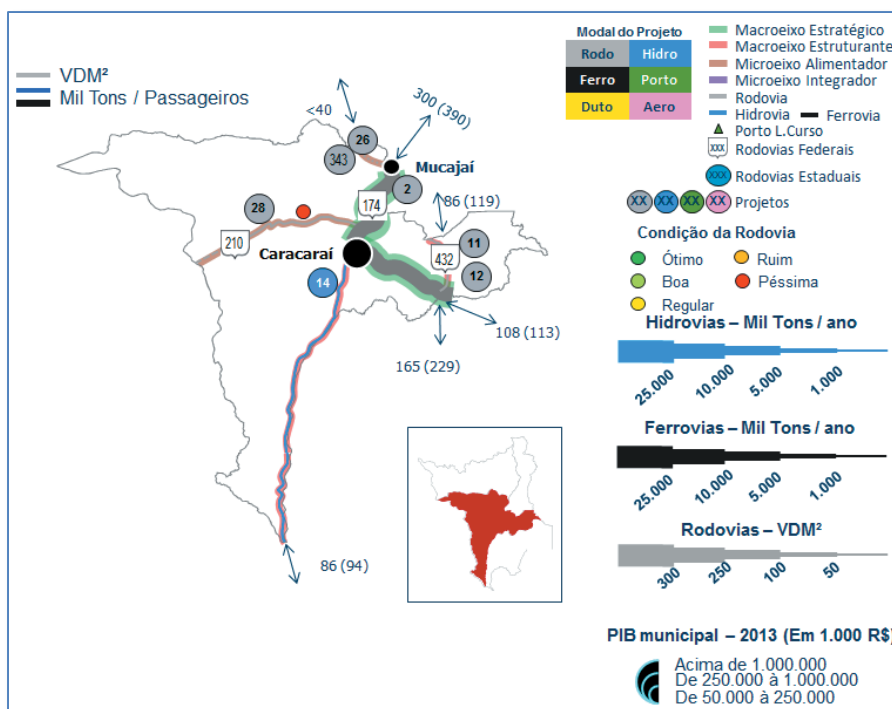 VDM²
Mil Tons / Passageiros
<40
300 (390)
26
343
Mucajaí
2
28
174
86 (119)
210
Caracaraí
432
11
12
14
108 (113)
165 (229)
86 (94)
Modal do Projeto
Rodo
Hidro
Ferro
Porto
Duto
Aero
Macroeixo Estratégico
Macroeixo Estruturante
Microeixo Alimentador
Microeixo Integrador
Rodovia
Hidrovia
Ferrovia
Porto L.Curso
XXX Rodovias Federais
XXX Rodovias Estaduais
XX XX XX XX Projetos
Condição da Rodovia
Ótimo
Ruim
Boa
Péssima
Regular
Hidrovias – Mil Tons / ano
25.000 10.000 5.000 1.000
Ferrovias – Mil Tons / ano
25.000 10.000 5.000 1.000
Rodovias – VDM²
300 250 100 50
PIB municipal – 2013 (Em 1.000 R$)
Acima de 1.000.000
De 250.000 à 1.000.000
De 50.000 à 250.000